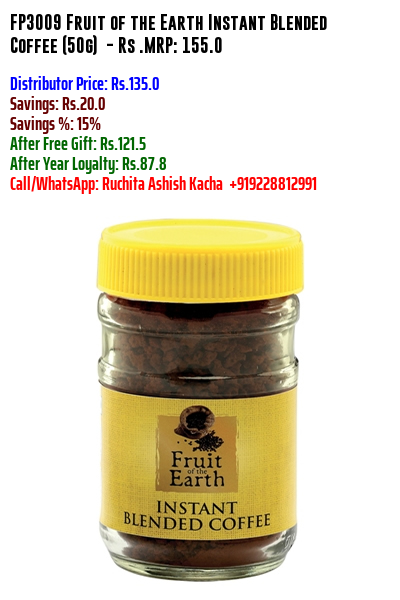 FP3009 Fruit of the Earth Instant Blended
Coffee (50g) - Rs .MRP: 155.0
Distributor Price: Rs.135.0
Savings: Rs.20.0
Savings %: 15%
After Free Gift: Rs.121.5
After Year Loyalty: Rs.87.8
Call/WhatsApp: Ruchita Ashish Kacha +919228812991
Fruit
of the
Earth
INSTANT
BLENDED COFFEE